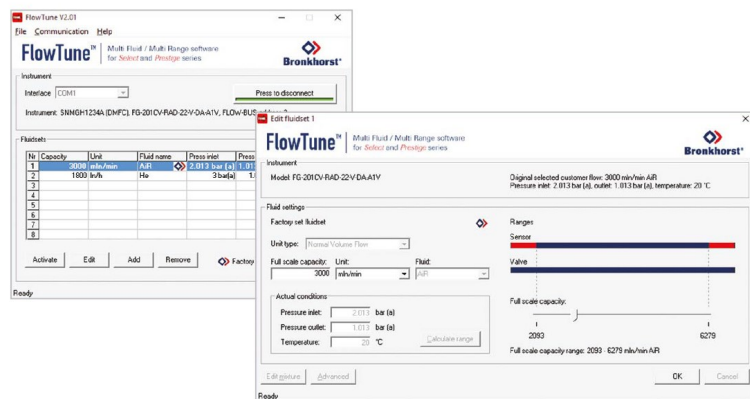 FlowTune V2.01
File Communication Help
FlowTune™ Multi Fluid / Multi Range software
for Select and Prestige series
Bronkhorst®
Instrument
Interface COM1 Press to disconnect
Instrument: SNMGH1234A (DMFC), FG-201CV-RAD-22-V-DA-A1V, FLOW-BUS
Fluidsets
Nr Capacity Unit Fluid name Press inlet Press
1 3000 mln/min AiR 2.013 bar (a) 1.01
2 1800 ln/h He 3 bar(a) 1.
3
4
5
6
7
8
Activate Edit Add Remove Factory
Ready
Edit fluidset 1
FlowTune™ Multi Fluid / Multi Range software
for Select and Prestige series
Bronkhorst®
Instrument
Model: FG-201CV-RAD-22-V-DA-A1V
Original selected customer flow: 3000 mln/min AiR
Pressure inlet: 2.013 bar (a), outlet: 1.013 bar (a), temperature: 20 °C
Fluid settings
Factory set fluidset
Unit type: Normal Volume Flow
Full scale capacity: Unit: Fluid:
3000 mln/min AiR
Actual conditions
Pressure inlet: 2.013 bar (a)
Pressure outlet: 1.013 bar (a)
Temperature: 20 °C
Calculate range
Ranges
Sensor
Valve
Full scale capacity:
2093 6279
Full scale capacity range: 2093 - 6279 mln/min AiR
Edit mixture Advanced OK Cancel
Ready